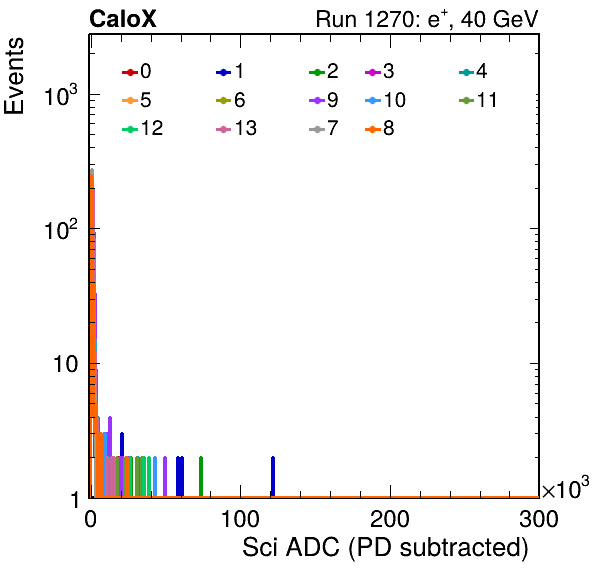 CaloX Run 1270: e⁺, 40 GeV
Events
0 1 2 3 4
5 6 9 10 11
12 13 7 8
10³
10²
10
1
0 100 200 300
×10³
Sci ADC (PD subtracted)